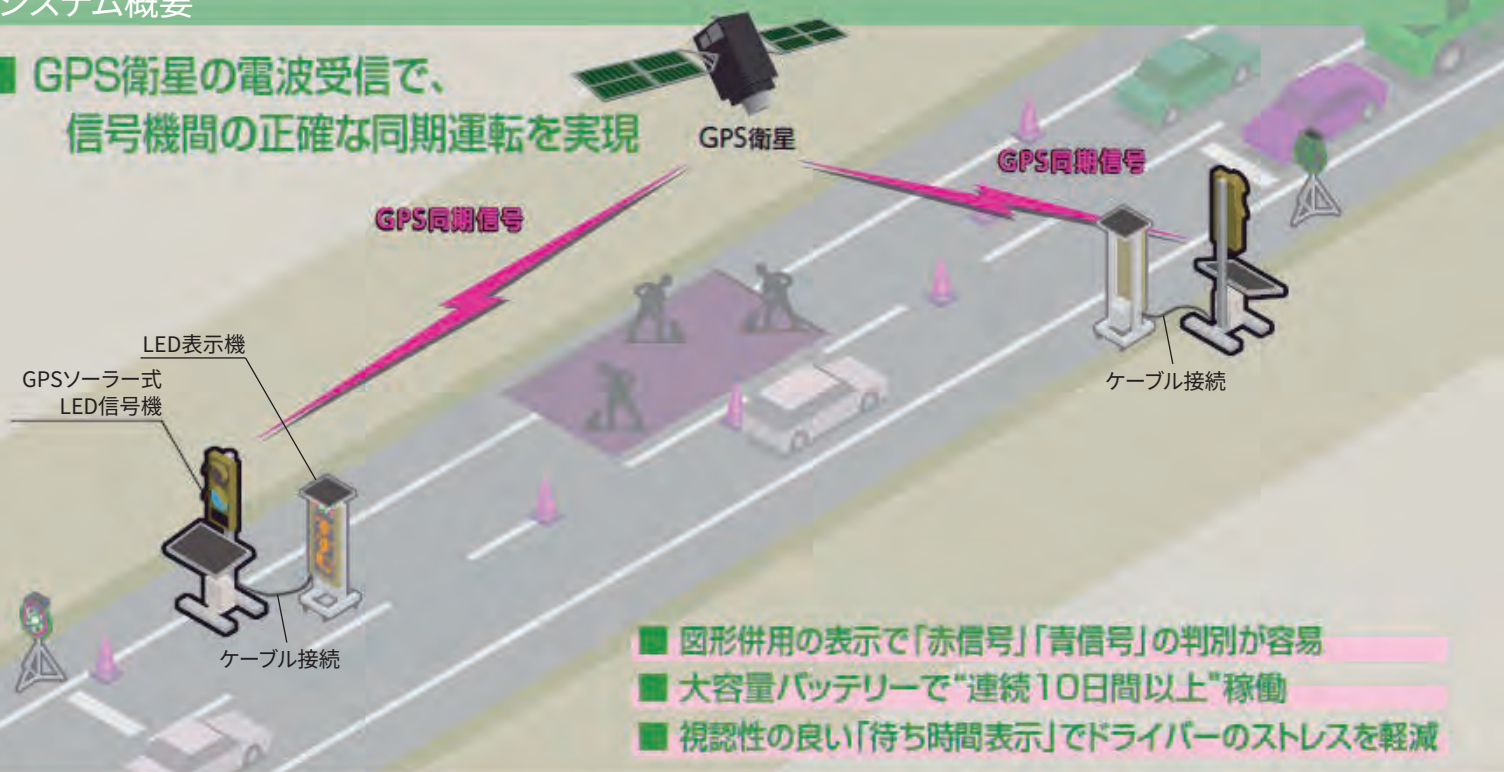 システム概要
■ GPS衛星の電波受信で、
信号機間の正確な同期運転を実現
GPS衛星
GPS同期信号
GPS同期信号
LED表示機
GPSソーラー式
LED信号機
ケーブル接続
ケーブル接続
■ 図形併用の表示で「赤信号」「青信号」の判別が容易
■ 大容量バッテリーで“連続10日間以上”稼働
■ 視認性の良い「待ち時間表示」でドライバーのストレスを軽減